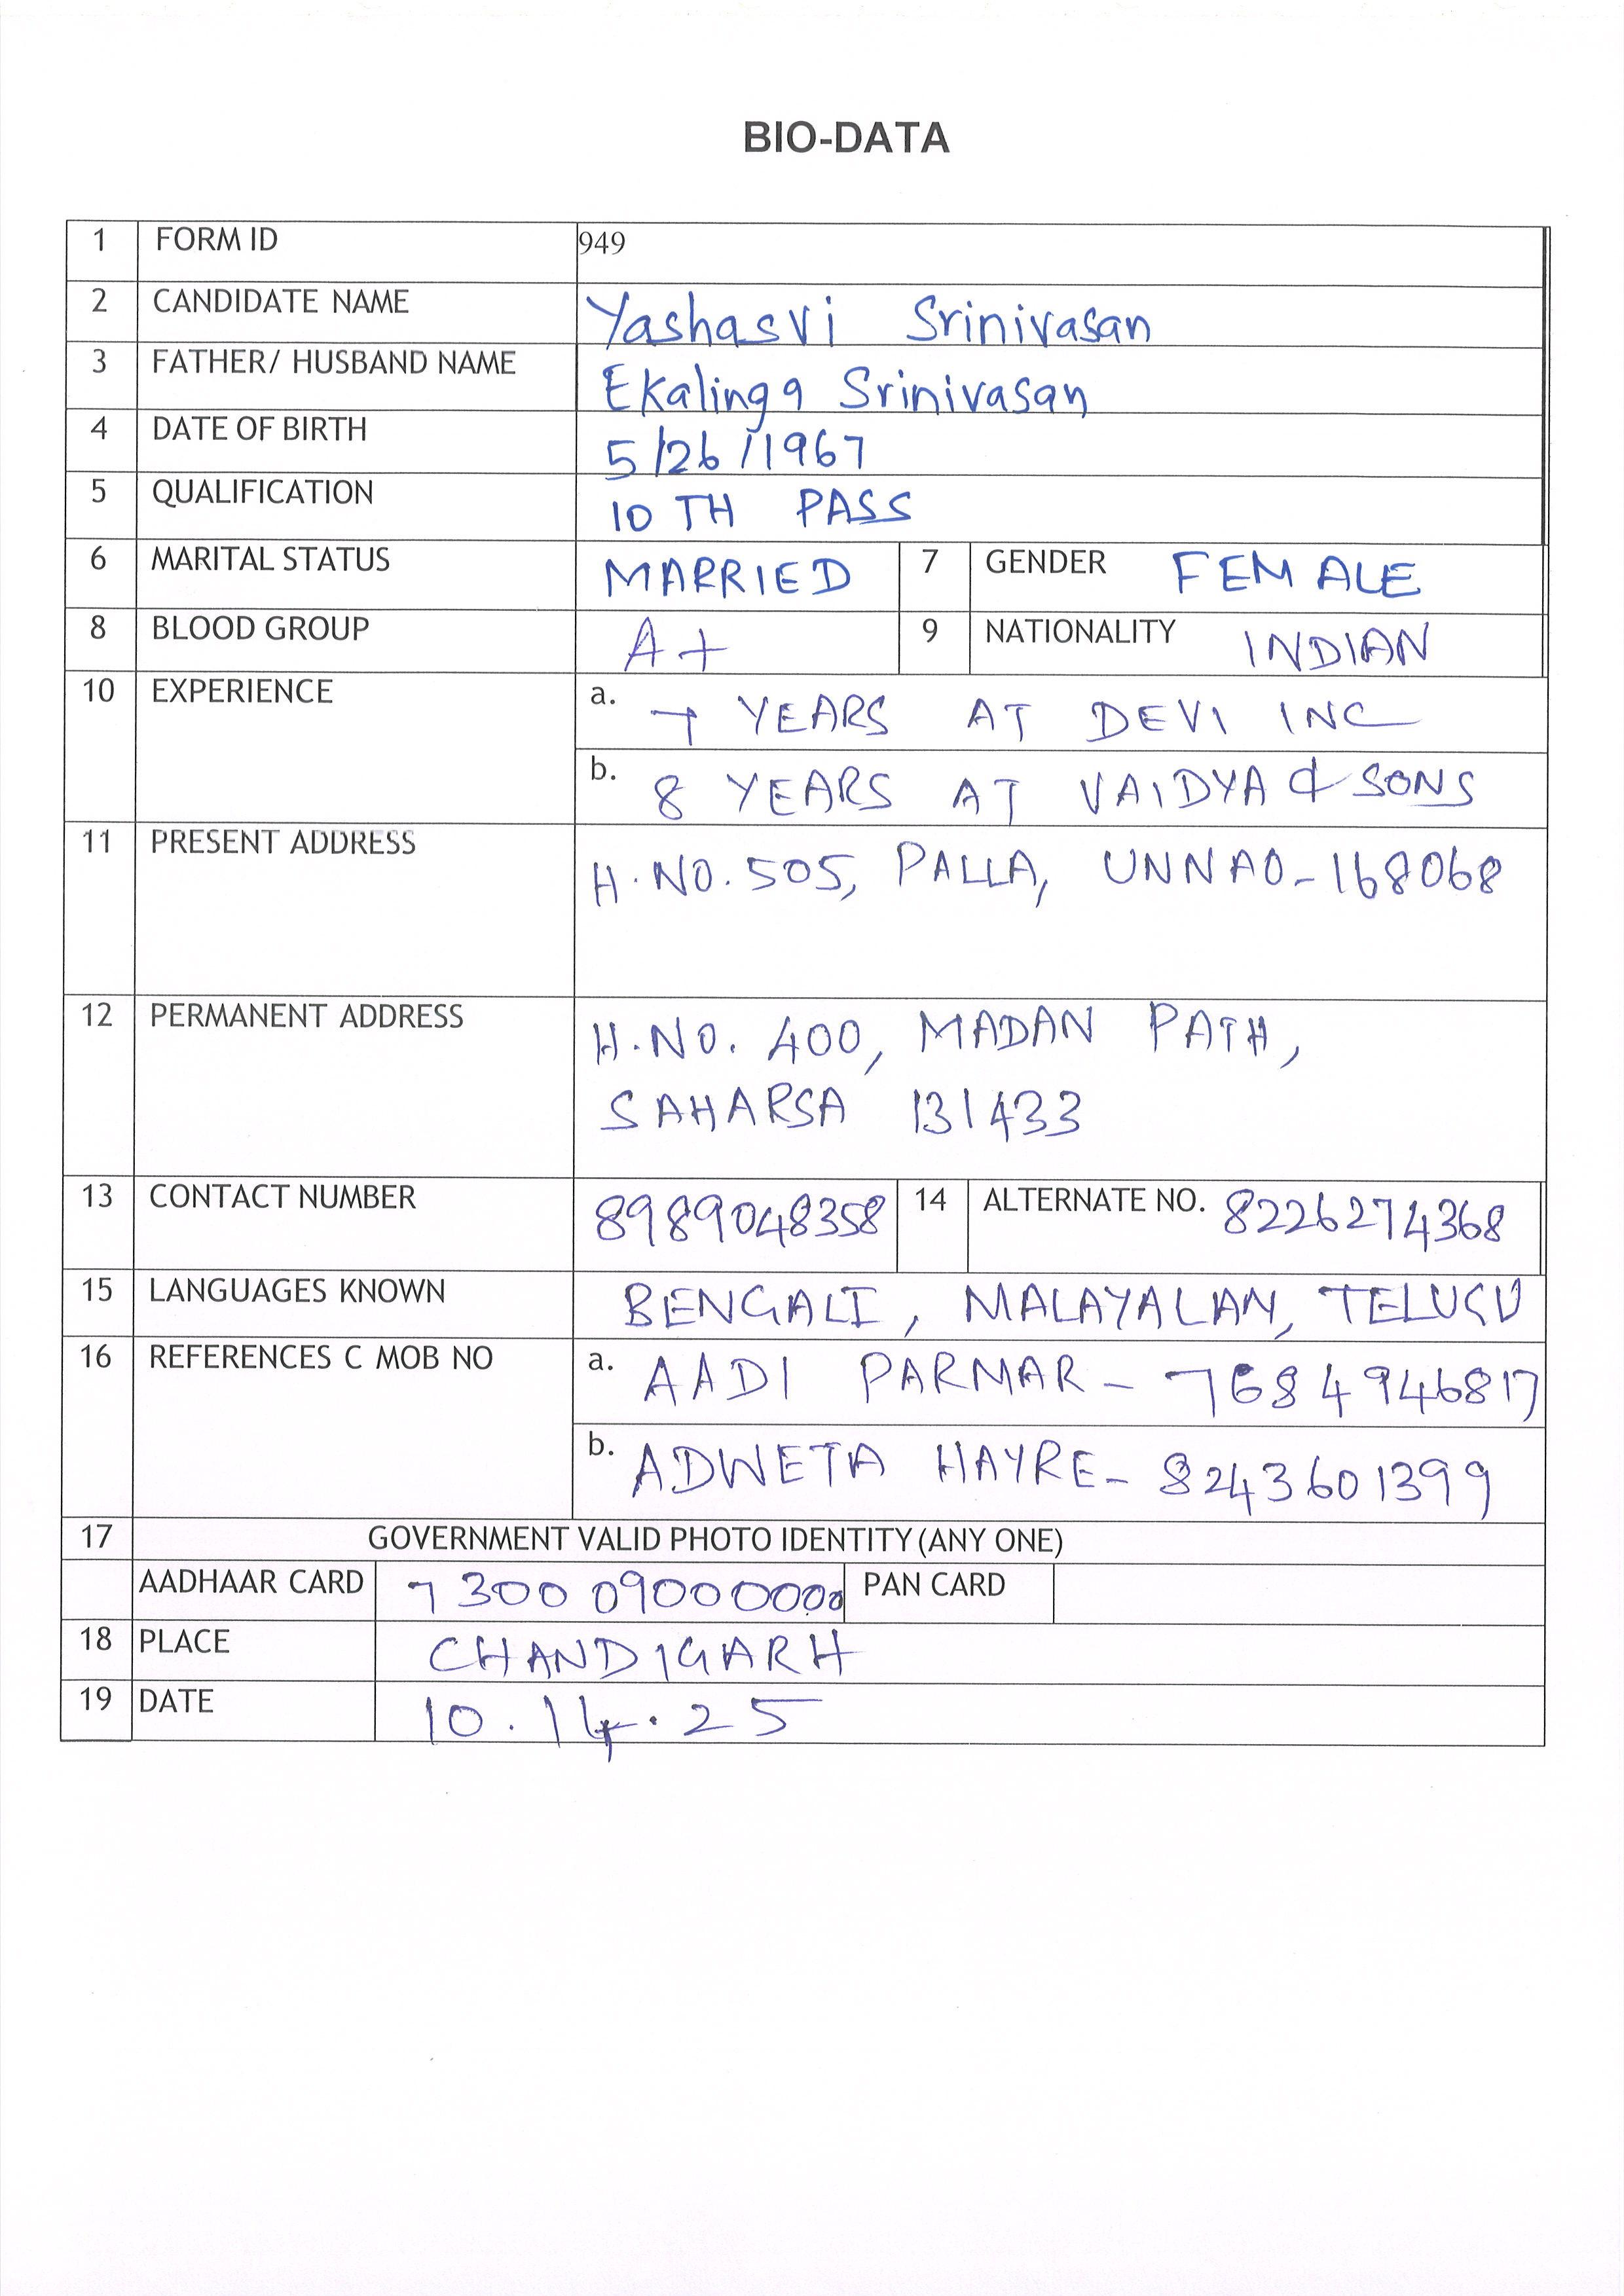 BIO-DATA
1 FORM ID 949
2 CANDIDATE NAME Yashasvi Srinivasan
3 FATHER/ HUSBAND NAME Ekalinga Srinivasan
4 DATE OF BIRTH 5/26/1967
5 QUALIFICATION 10 TH PASS
6 MARITAL STATUS MARRIED 7 GENDER FEMALE
8 BLOOD GROUP A+ 9 NATIONALITY INDIAN
10 EXPERIENCE a. 7 YEARS AT DEVI INC
b. 8 YEARS AT VAIDYA & SONS
11 PRESENT ADDRESS H.NO.505, PALLA, UNNAO-168068
12 PERMANENT ADDRESS H.NO. 400, MADAN PATH,
SAHARSA 131433
13 CONTACT NUMBER 8989048358 14 ALTERNATE NO. 8226274368
15 LANGUAGES KNOWN BENGALI, MALAYALAN, TELUGU
16 REFERENCES C MOB NO a. AADI PARMAR - 7684946817
b. ADWETA HAYRE - 8243601399
17 GOVERNMENT VALID PHOTO IDENTITY (ANY ONE)
AADHAAR CARD 730009000000 PAN CARD
18 PLACE CHANDIGARH
19 DATE 10.14.25